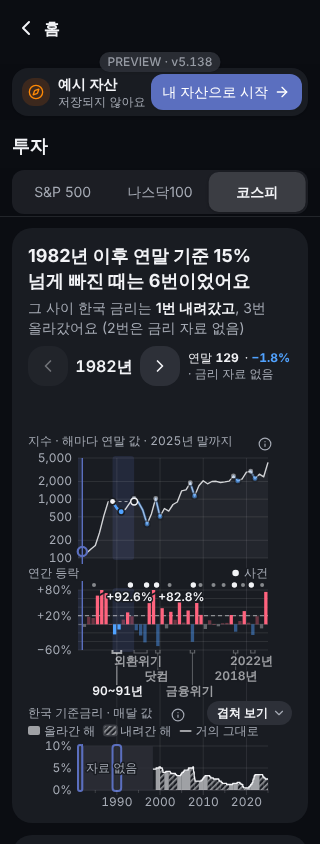 홈
PREVIEW · v5.138
예시 자산
저장되지 않아요
내 자산으로 시작 →
투자
S&P 500
나스닥100
코스피
1982년 이후 연말 기준 15%
넘게 빠진 때는 6번이었어요
그 사이 한국 금리는 1번 내려갔고, 3번
올라갔어요 (2번은 금리 자료 없음)
1982년
연말 129 · −1.8%
· 금리 자료 없음
지수 · 해마다 연말 값 · 2025년 말까지
5,000
2,000
1,000
500
200
100
연간 등락
사건
+80%
+92.6%
+82.8%
+20%
−60%
외환위기
2022년
닷컴
2018년
90~91년
금융위기
한국 기준금리 · 매달 값
겹쳐 보기
올라간 해
내려간 해
거의 그대로
10%
자료 없음
5%
0%
1990
2000
2010
2020